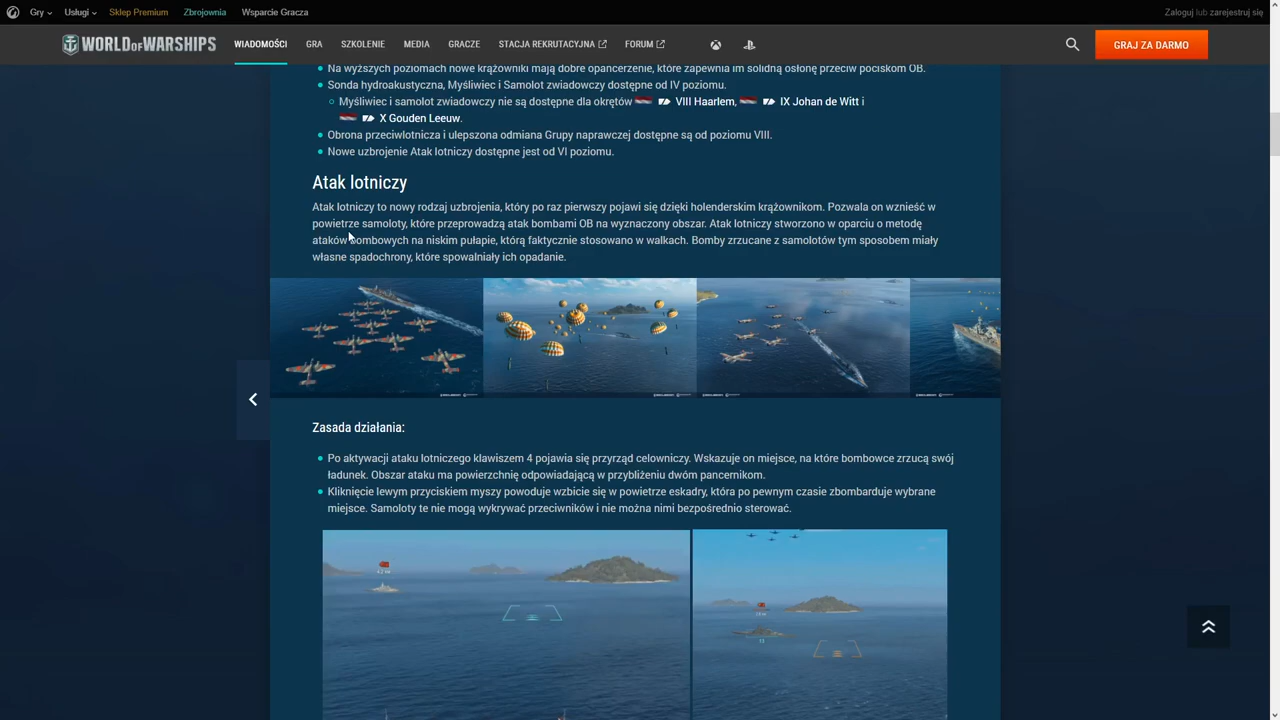 Gry
Usługi
Sklep Premium
Zbrojownia
Wsparcie Gracza
Zaloguj lub zarejestruj się
WORLD OF WARSHIPS
WIADOMOŚCI
GRA
SZKOLENIE
MEDIA
GRACZE
STACJA REKRUTACYJNA
FORUM
GRAJ ZA DARMO
Na wyższych poziomach nowe krążowniki mają dobre opancerzenie, które zapewnia im solidną osłonę przeciw pociskom OB.
Sonda hydroakustyczna, Myśliwiec i Samolot zwiadowczy dostępne od IV poziomu.
Myśliwiec i samolot zwiadowczy nie są dostępne dla okrętów VIII Haarlem, IX Johan de Witt i
X Gouden Leeuw.
Obrona przeciwlotnicza i ulepszona odmiana Grupy naprawczej dostępne są od poziomu VIII.
Nowe uzbrojenie Atak lotniczy dostępne jest od VI poziomu.
Atak lotniczy
Atak lotniczy to nowy rodzaj uzbrojenia, który po raz pierwszy pojawi się dzięki holenderskim krążownikom. Pozwala on wznieść w
powietrze samoloty, które przeprowadzą atak bombami OB na wyznaczony obszar. Atak lotniczy stworzono w oparciu o metodę
ataków bombowych na niskim pułapie, którą faktycznie stosowano w walkach. Bomby zrzucane z samolotów tym sposobem miały
własne spadochrony, które spowalniały ich opadanie.
Zasada działania:
Po aktywacji ataku lotniczego klawiszem 4 pojawia się przyrząd celowniczy. Wskazuje on miejsce, na które bombowce zrzucą swój
ładunek. Obszar ataku ma powierzchnię odpowiadającą w przybliżeniu dwóm pancernikom.
Kliknięcie lewym przyciskiem myszy powoduje wzbicie się w powietrze eskadry, która po pewnym czasie zbombarduje wybrane
miejsce. Samoloty te nie mogą wykrywać przeciwników i nie można nimi bezpośrednio sterować.